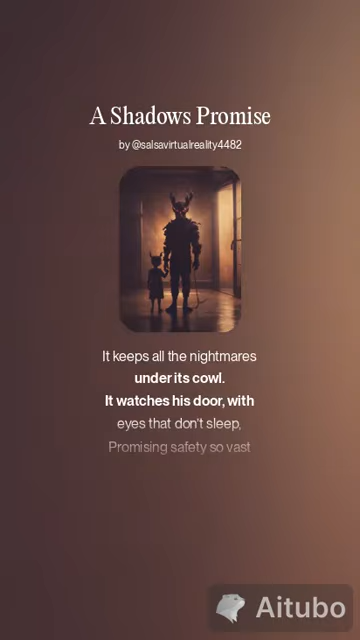 A Shadows Promise
by @salsavirtualreality4482
It keeps all the nightmares
under its cowl.
It watches his door, with
eyes that don't sleep,
Promising safety so vast
Aitubo